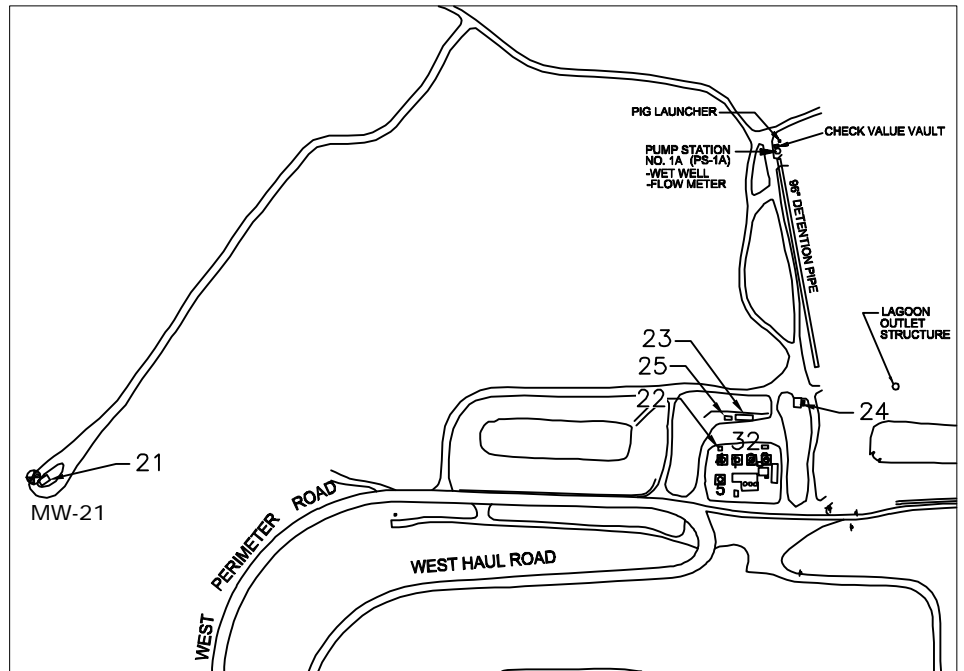 PIG LAUNCHER
CHECK VALUE VAULT
PUMP STATION
NO. 1A (PS-1A)
-WET WELL
-FLOW METER
96" DETENTION PIPE
LAGOON
OUTLET
STRUCTURE
23
25
22
24
32
21
MW-21
WEST PERIMETER ROAD
WEST HAUL ROAD